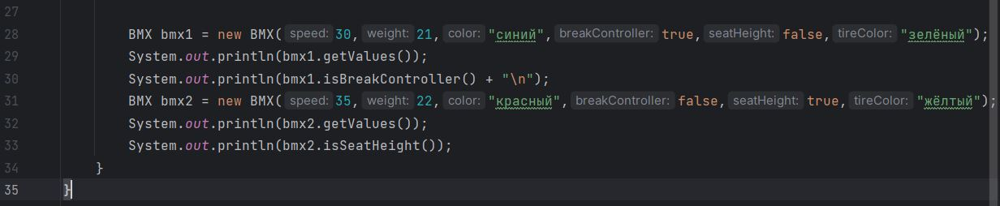 27
28 BMX bmx1 = new BMX( speed: 30, weight: 21, color: "синий", breakController: true, seatHeight: false, tireColor: "зелёный");
29 System.out.println(bmx1.getValues());
30 System.out.println(bmx1.isBreakController() + "\n");
31 BMX bmx2 = new BMX( speed: 35, weight: 22, color: "красный", breakController: false, seatHeight: true, tireColor: "жёлтый");
32 System.out.println(bmx2.getValues());
33 System.out.println(bmx2.isSeatHeight());
34 }
35 }